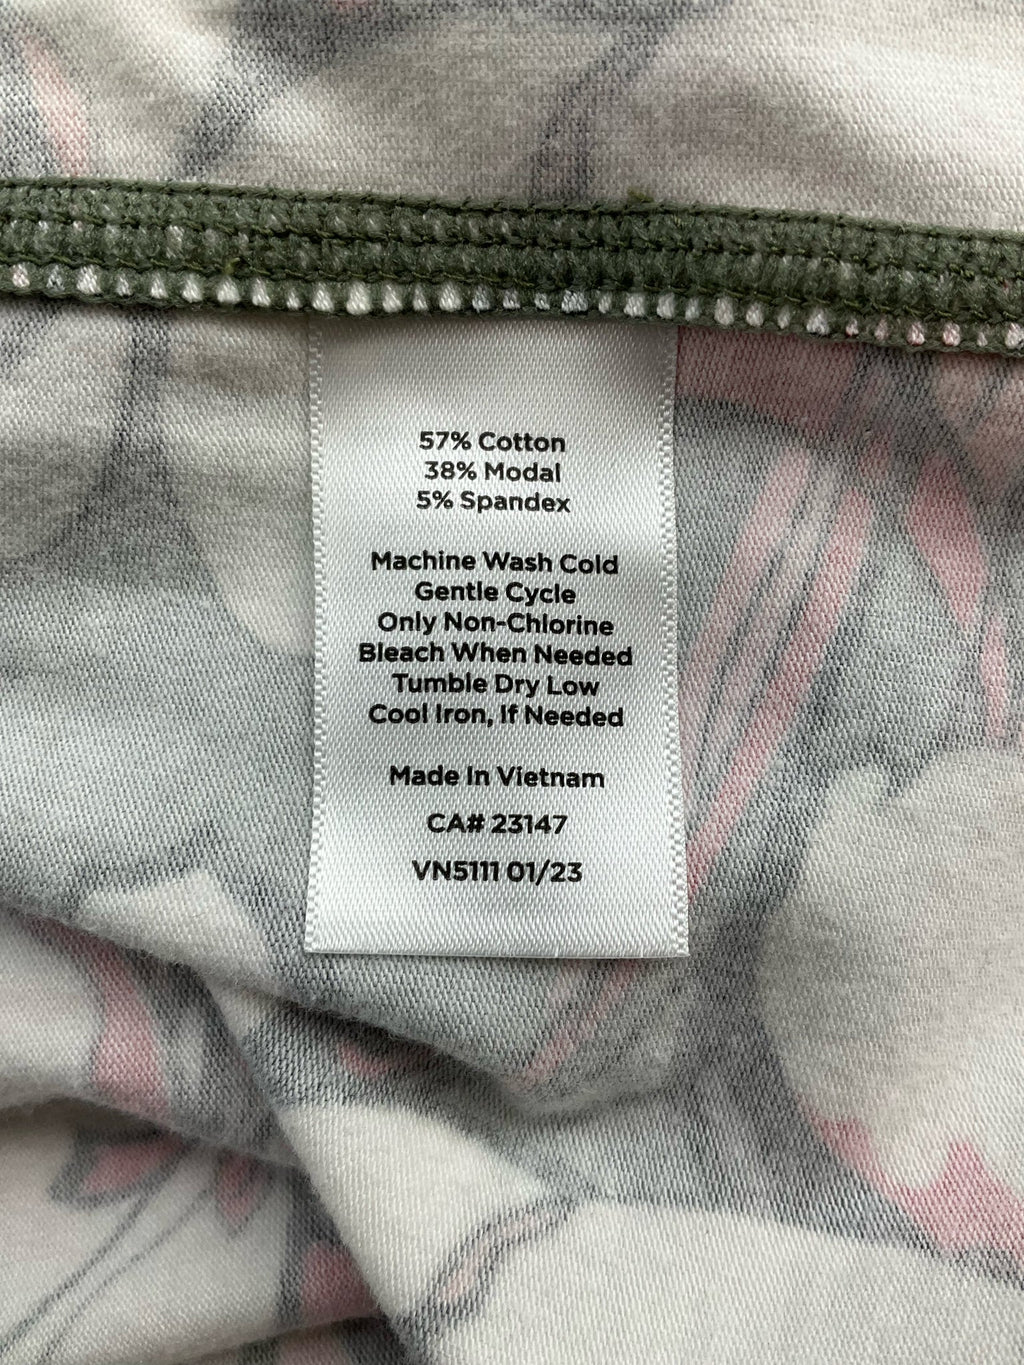 57% Cotton
38% Modal
5% Spandex
Machine Wash Cold
Gentle Cycle
Only Non-Chlorine
Bleach When Needed
Tumble Dry Low
Cool Iron, If Needed
Made In Vietnam
CA# 23147
VN5111 01/23